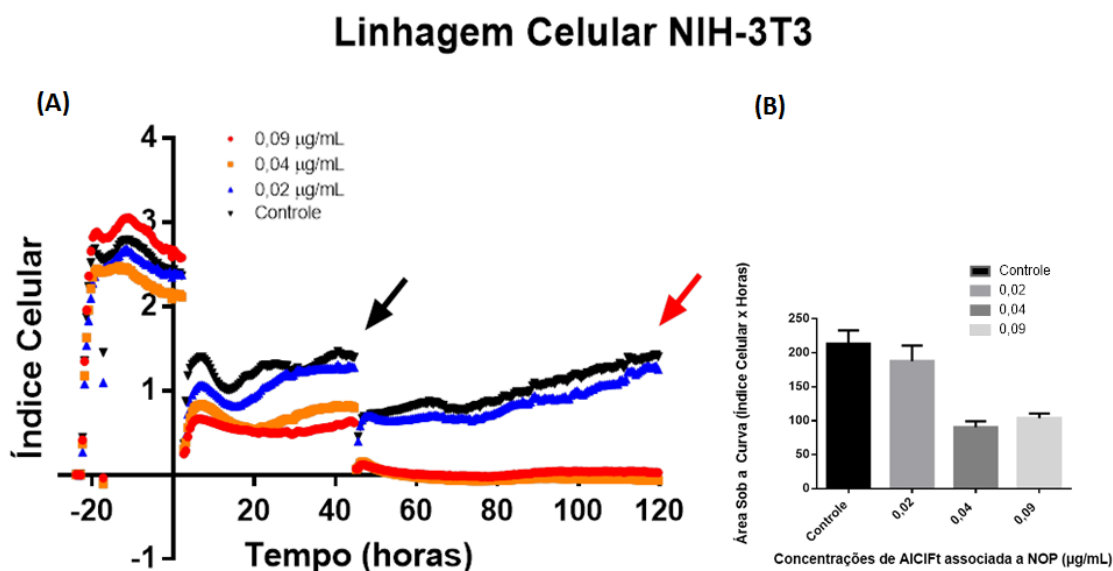 Linhagem Celular NIH-3T3
(A)
0,09 µg/mL
0,04 µg/mL
0,02 µg/mL
Controle
Índice Celular
4
3
2
1
-1
-20
20
40
60
80
100
120
Tempo (horas)
(B)
Controle
0,02
0,04
0,09
Área Sob a Curva (Índice Celular x Horas)
250
200
150
100
50
0
Controle
0,02
0,04
0,09
Concentrações de AlClFt associada a NOP (µg/mL)